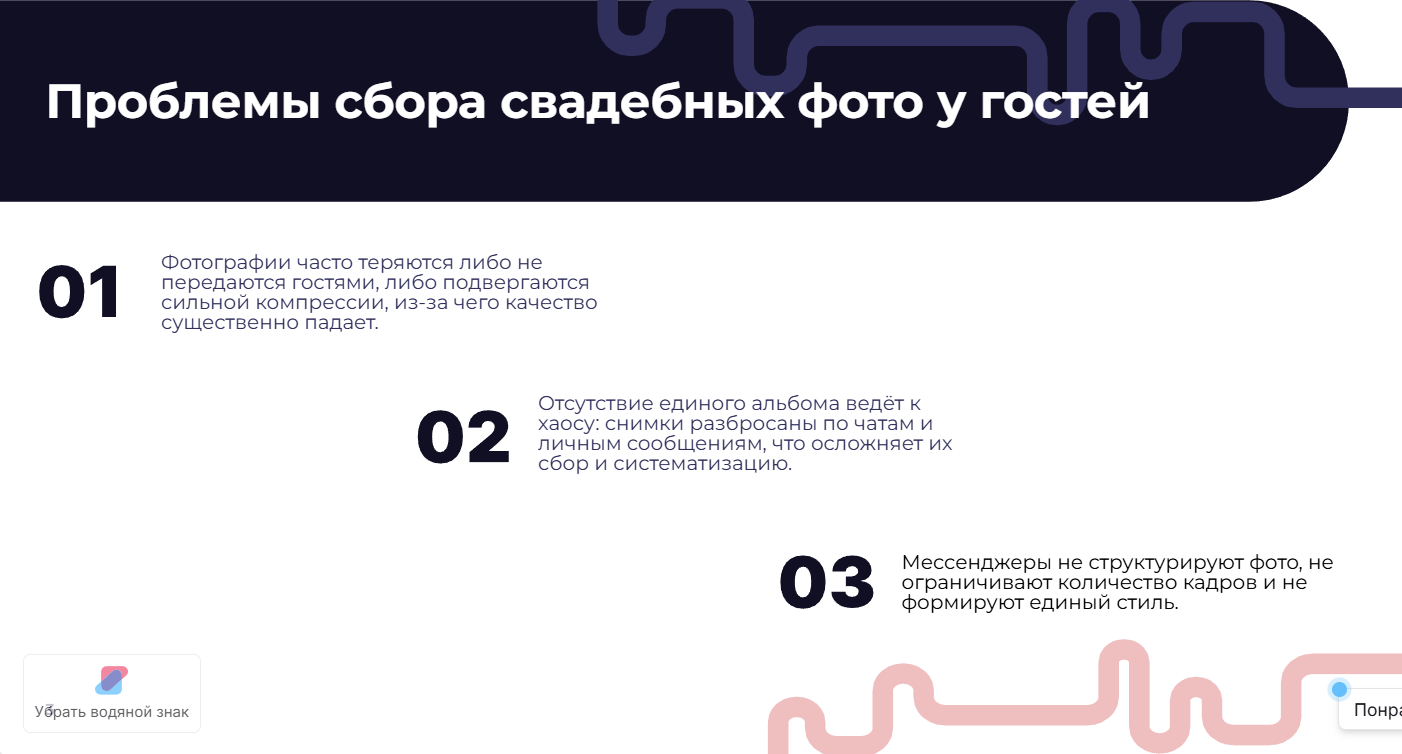 Проблемы сбора свадебных фото у гостей
01
Фотографии часто теряются либо не
передаются гостями, либо подвергаются
сильной компрессии, из-за чего качество
существенно падает.
02
Отсутствие единого альбома ведёт к
хаосу: снимки разбросаны по чатам и
личным сообщениям, что осложняет их
сбор и систематизацию.
03
Мессенджеры не структурируют фото, не
ограничивают количество кадров и не
формируют единый стиль.
Убрать водяной знак
Понра